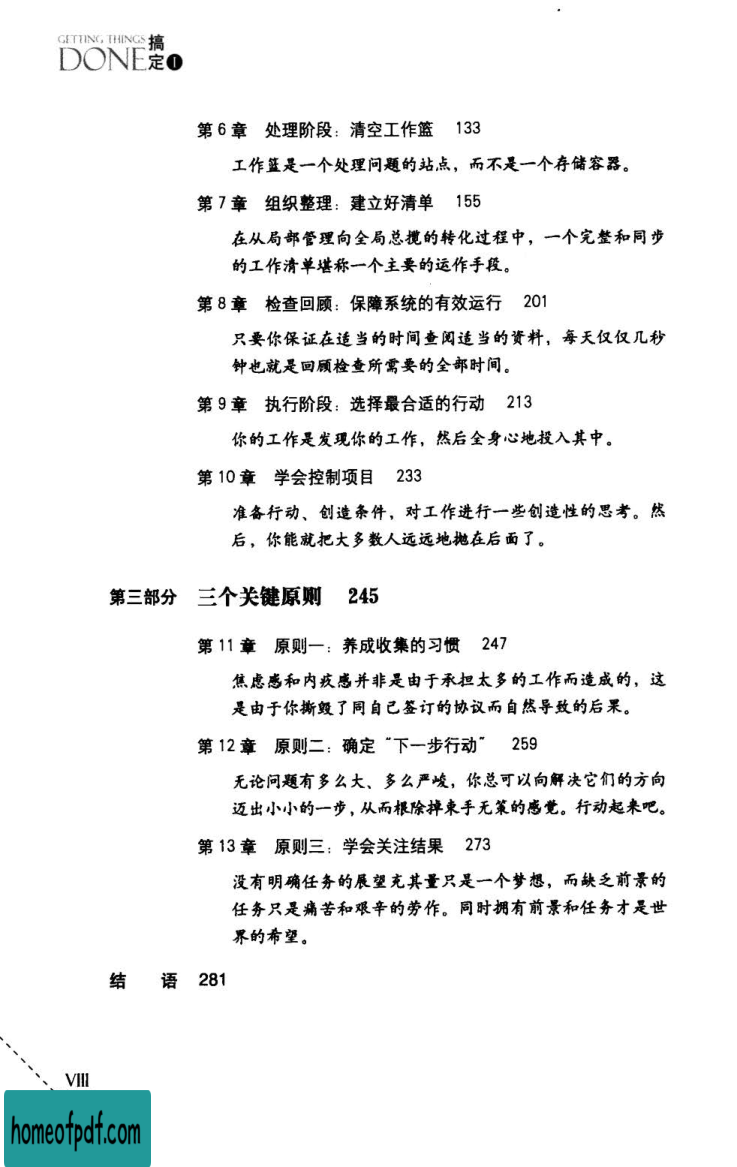 GETTING THINGS 搞
DONE 定❶
第6章 处理阶段：清空工作篮 133
工作篮是一个处理问题的站点，而不是一个存储容器。
第7章 组织整理：建立好清单 155
在从局部管理向全局总揽的转化过程中，一个完整和同步
的工作清单堪称一个主要的运作手段。
第8章 检查回顾：保障系统的有效运行 201
只要你保证在适当的时间查阅适当的资料，每天仅仅几秒
钟也就是回顾检查所需要的全部时间。
第9章 执行阶段：选择最合适的行动 213
你的工作是发现你的工作，然后全身心地投入其中。
第10章 学会控制项目 233
准备行动、创造条件，对工作进行一些创造性的思考。然
后，你能就把大多数人远远地抛在后面了。
第三部分 三个关键原则 245
第11章 原则一：养成收集的习惯 247
焦虑感和内疚感并非是由于承担太多的工作而造成的，这
是由于你撕毁了同自己签订的协议而自然导致的后果。
第12章 原则二：确定“下一步行动” 259
无论问题有多么大、多么严峻，你总可以向解决它们的方向
迈出小小的一步，从而根除掉束手无策的感觉。行动起来吧。
第13章 原则三：学会关注结果 273
没有明确任务的展望充其量只是一个梦想，而缺乏前景的
任务只是痛苦和艰辛的劳作。同时拥有前景和任务才是世
界的希望。
结 语 281
VIII
homeofpdf.com